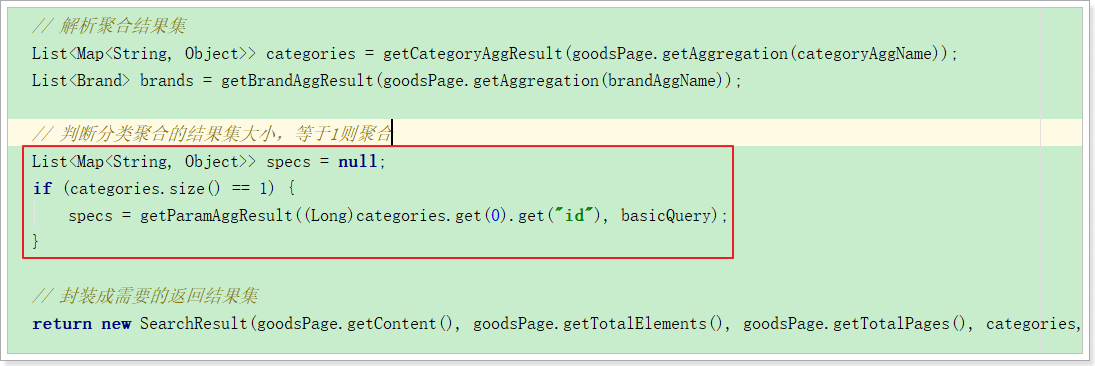 // 解析聚合结果集
List<Map<String, Object>> categories = getCategoryAggResult(goodsPage.getAggregation(categoryAggName));
List<Brand> brands = getBrandAggResult(goodsPage.getAggregation(brandAggName));
// 判断分类聚合的结果集大小，等于1则聚合
List<Map<String, Object>> specs = null;
if (categories.size() == 1) {
specs = getParamAggResult((Long)categories.get(0).get("id"), basicQuery);
}
// 封装成需要的返回结果集
return new SearchResult(goodsPage.getContent(), goodsPage.getTotalElements(), goodsPage.getTotalPages(), categories,